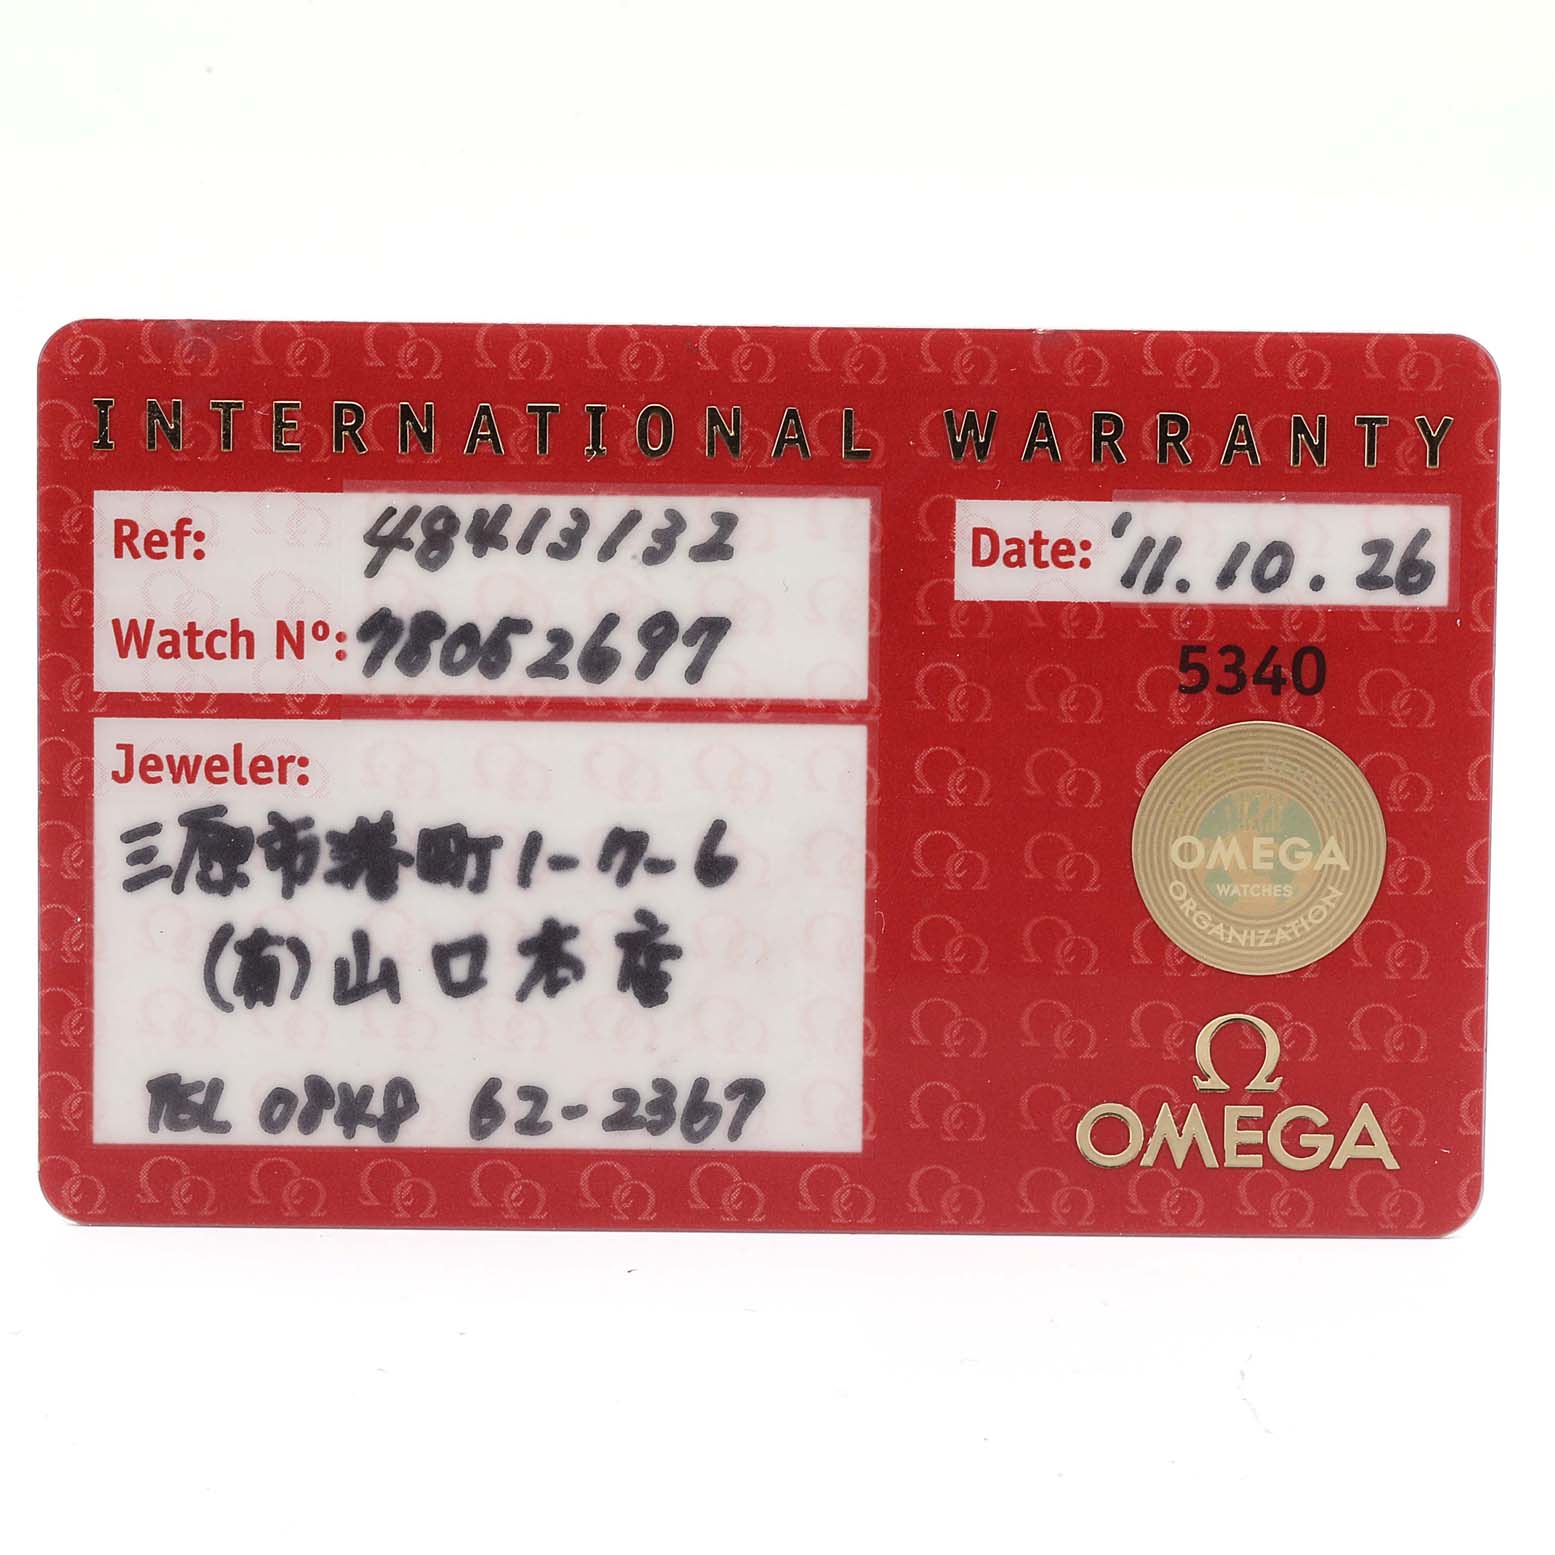 INTERNATIONAL WARRANTY
Ref: 48413132
Watch Nº: 78052697
Date: '11.10.26
5340
Jeweler:
三原市港町1-7-6
(有)山口本店
TEL 0848 62-2367
OMEGA
WATCHES
ORGANIZATION
Ω
OMEGA